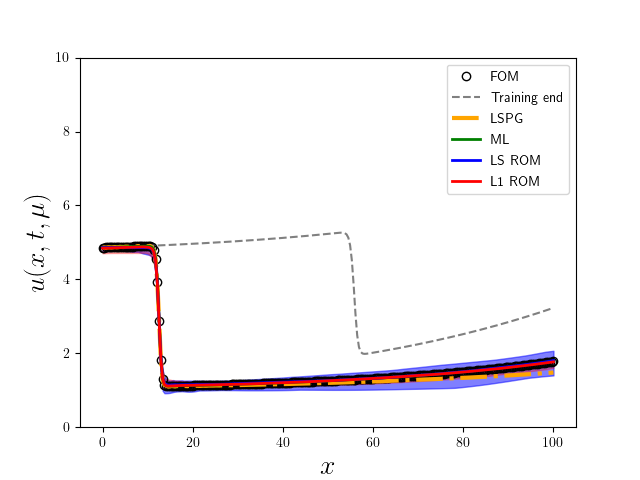 10
8
6
4
2
0
u(x, t, μ)
0 20 40 60 80 100
x
FOM
Training end
LSPG
ML
LS ROM
L1 ROM